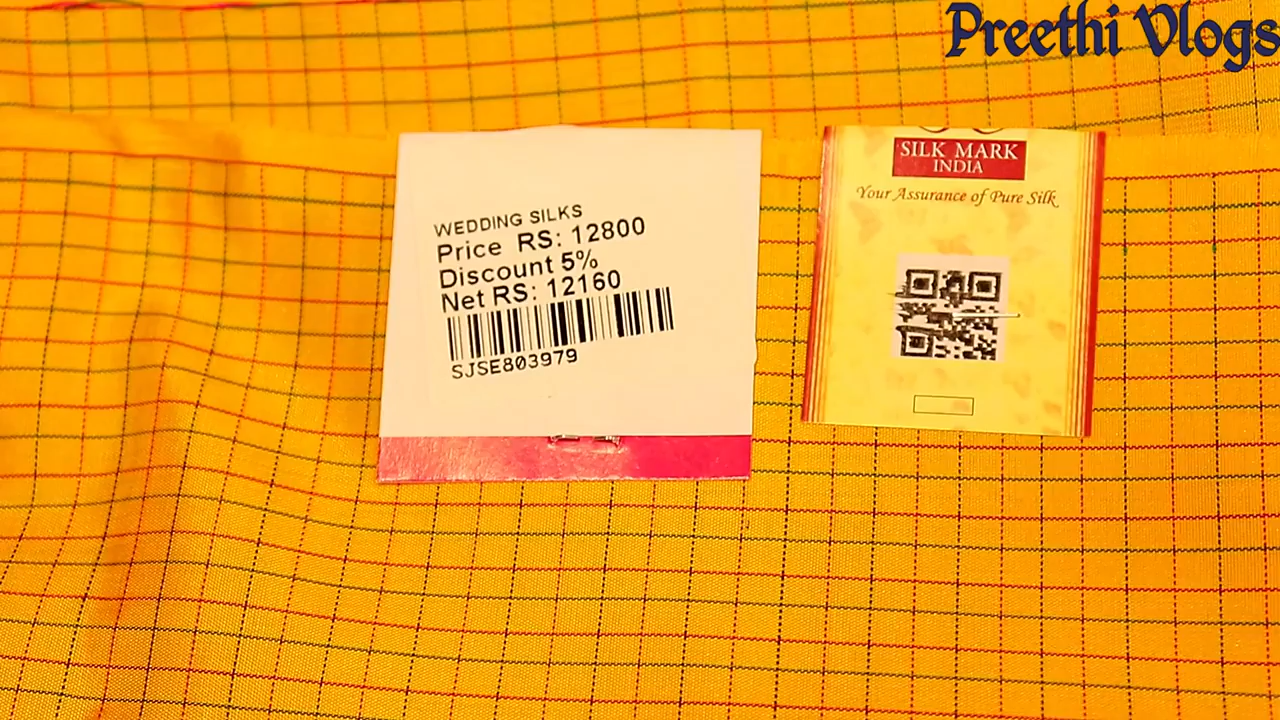 Preethi Vlogs
WEDDING SILKS
Price RS: 12800
Discount 5%
Net RS: 12160
SJSE803979
SILK MARK
INDIA
Your Assurance of Pure Silk